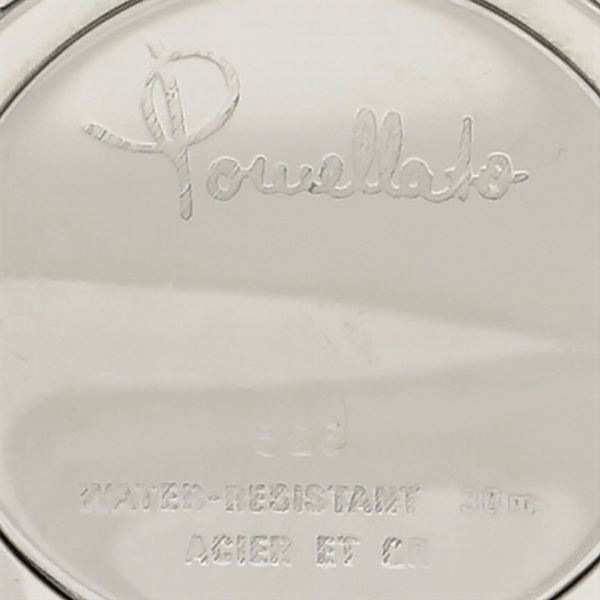 Pomellato
WATER-RESISTANT 30m
ACIER ET OR